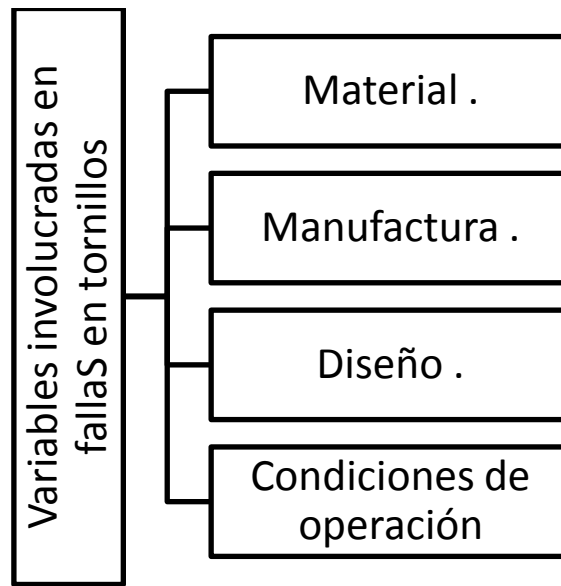 Variables involucradas en
fallaS en tornillos
Material .
Manufactura .
Diseño .
Condiciones de
operación